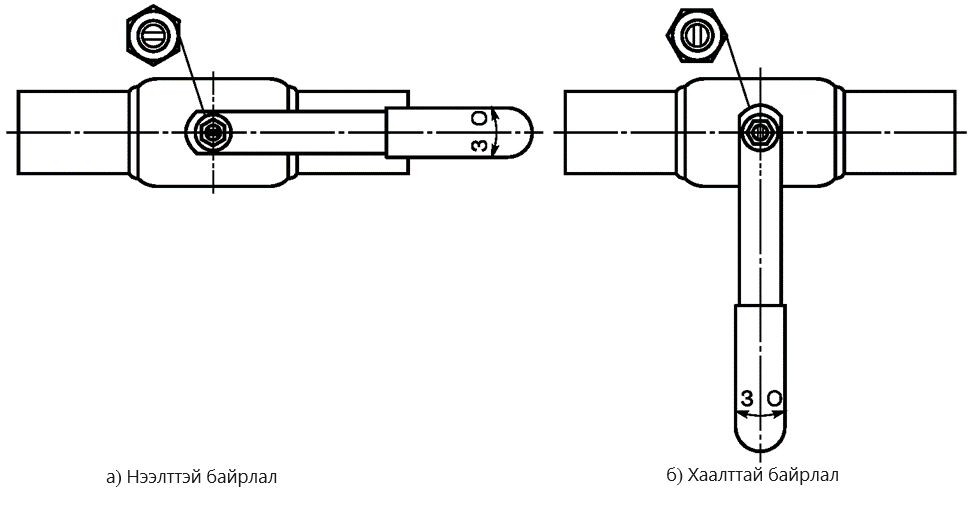 О
З
З О
а) Нээлттэй байрлал
б) Хаалттай байрлал